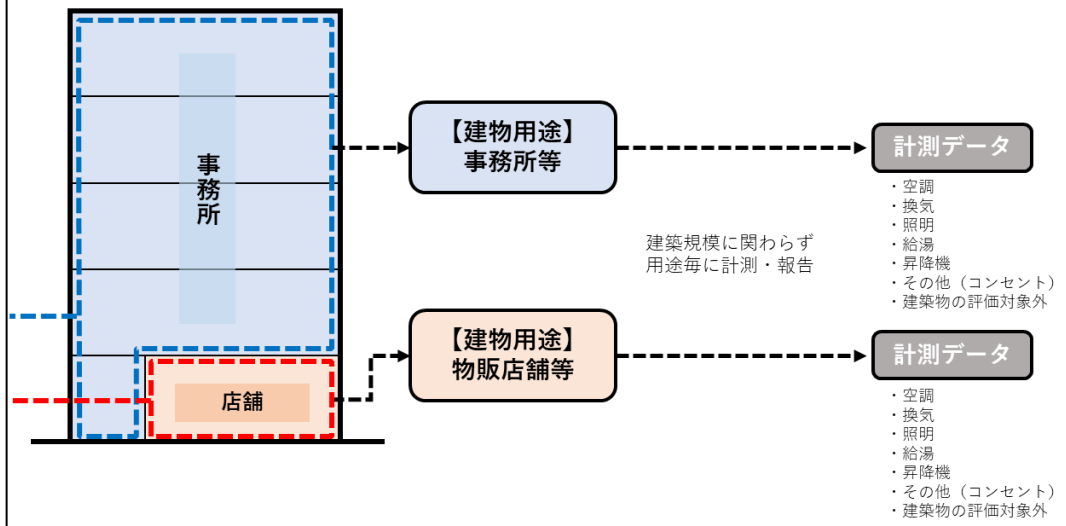 事務所
店舗
【建物用途】
事務所等
【建物用途】
物販店舗等
建築規模に関わらず
用途毎に計測・報告
計測データ
・空調
・換気
・照明
・給湯
・昇降機
・その他（コンセント）
・建築物の評価対象外
計測データ
・空調
・換気
・照明
・給湯
・昇降機
・その他（コンセント）
・建築物の評価対象外